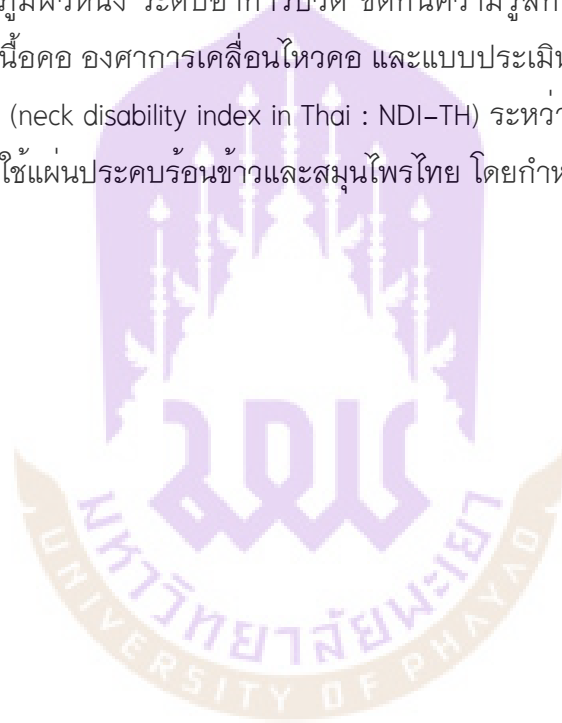 ระดับอาการปวด ขีดกั้นความรู้สึก
เนื้อคอ องศาการเคลื่อนไหวคอ และแบบประเมิน
(neck disability index in Thai : NDI-TH) ระหว่
ใช้แผ่นประคบร้อนข้าวและสมุนไพรไทย โดยกำห
มหาวิทยาลัยพะเยา
UNIVERSITY OF PHAYAO